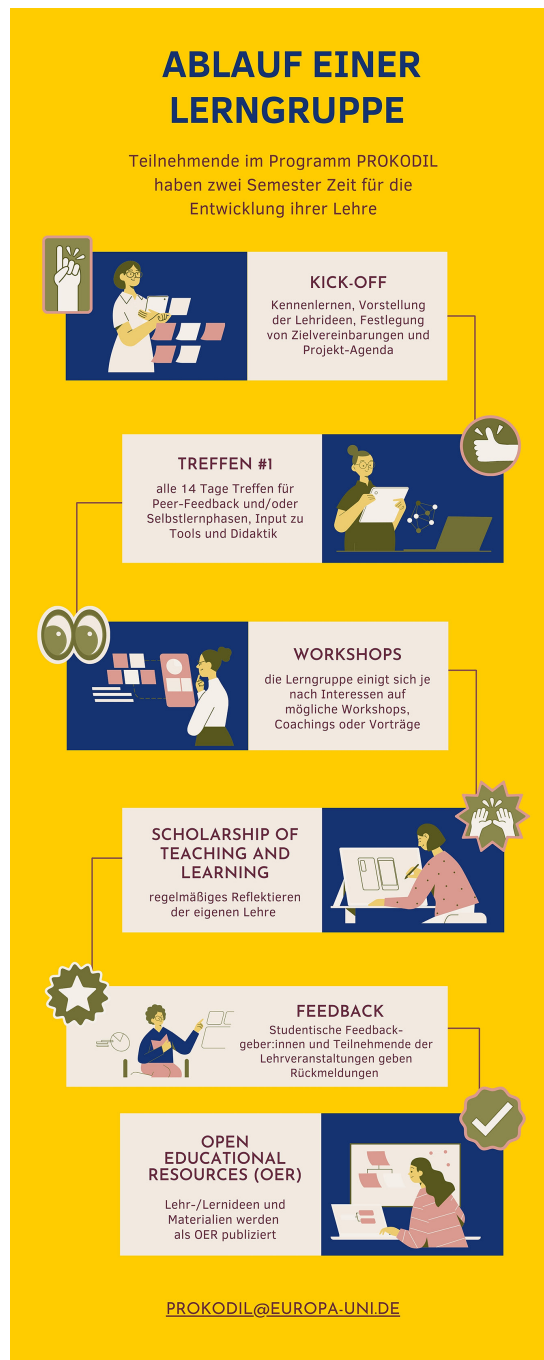 ABLAUF EINER
LERNGRUPPE
Teilnehmende im Programm PROKODIL
haben zwei Semester Zeit für die
Entwicklung ihrer Lehre
KICK-OFF
Kennenlernen, Vorstellung
der Lehrideen, Festlegung
von Zielvereinbarungen und
Projekt-Agenda
TREFFEN #1
alle 14 Tage Treffen für
Peer-Feedback und/oder
Selbstlernphasen, Input zu
Tools und Didaktik
WORKSHOPS
die Lerngruppe einigt sich je
nach Interessen auf
mögliche Workshops,
Coachings oder Vorträge
SCHOLARSHIP OF
TEACHING AND
LEARNING
regelmäßiges Reflektieren
der eigenen Lehre
FEEDBACK
Studentische Feedback-
geber:innen und Teilnehmende der
Lehrveranstaltungen geben
Rückmeldungen
OPEN
EDUCATIONAL
RESOURCES (OER)
Lehr-/Lernideen und
Materialien werden
als OER publiziert
PROKODIL@EUROPA-UNI.DE